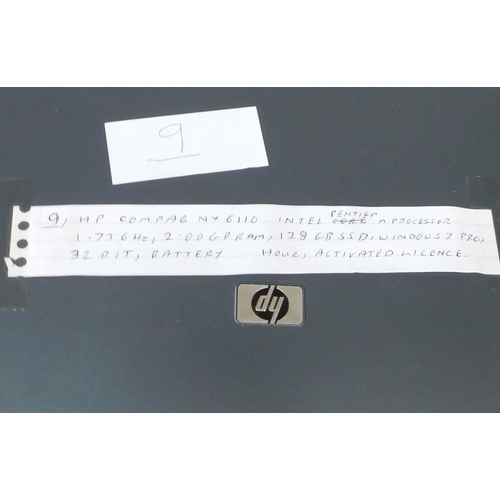 9
9, HP COMPAQ NX6110 INTEL PENTIUM M PROCESSOR
1.73 GHz, 2.00 GB RAM, 128 GB SSD, WINDOWS 7 PRO,
32 BIT, BATTERY HOUR, ACTIVATED LICENCE.
hp